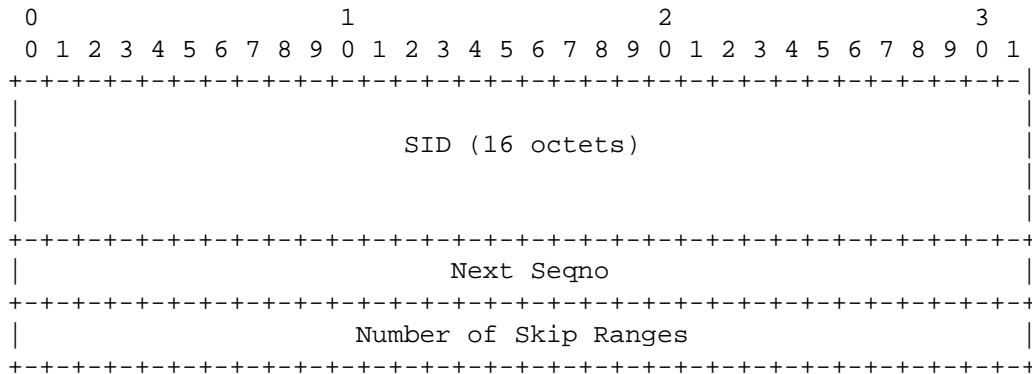 0                   1                   2                   3
0 1 2 3 4 5 6 7 8 9 0 1 2 3 4 5 6 7 8 9 0 1 2 3 4 5 6 7 8 9 0 1
+-+-+-+-+-+-+-+-+-+-+-+-+-+-+-+-+-+-+-+-+-+-+-+-+-+-+-+-+-+-+-+-|
|                                                               |
|                        SID (16 octets)                        |
|                                                               |
|                                                               |
+-+-+-+-+-+-+-+-+-+-+-+-+-+-+-+-+-+-+-+-+-+-+-+-+-+-+-+-+-+-+-+-+
|                           Next Seqno                          |
+-+-+-+-+-+-+-+-+-+-+-+-+-+-+-+-+-+-+-+-+-+-+-+-+-+-+-+-+-+-+-+-+
|                     Number of Skip Ranges                     |
+-+-+-+-+-+-+-+-+-+-+-+-+-+-+-+-+-+-+-+-+-+-+-+-+-+-+-+-+-+-+-+-+